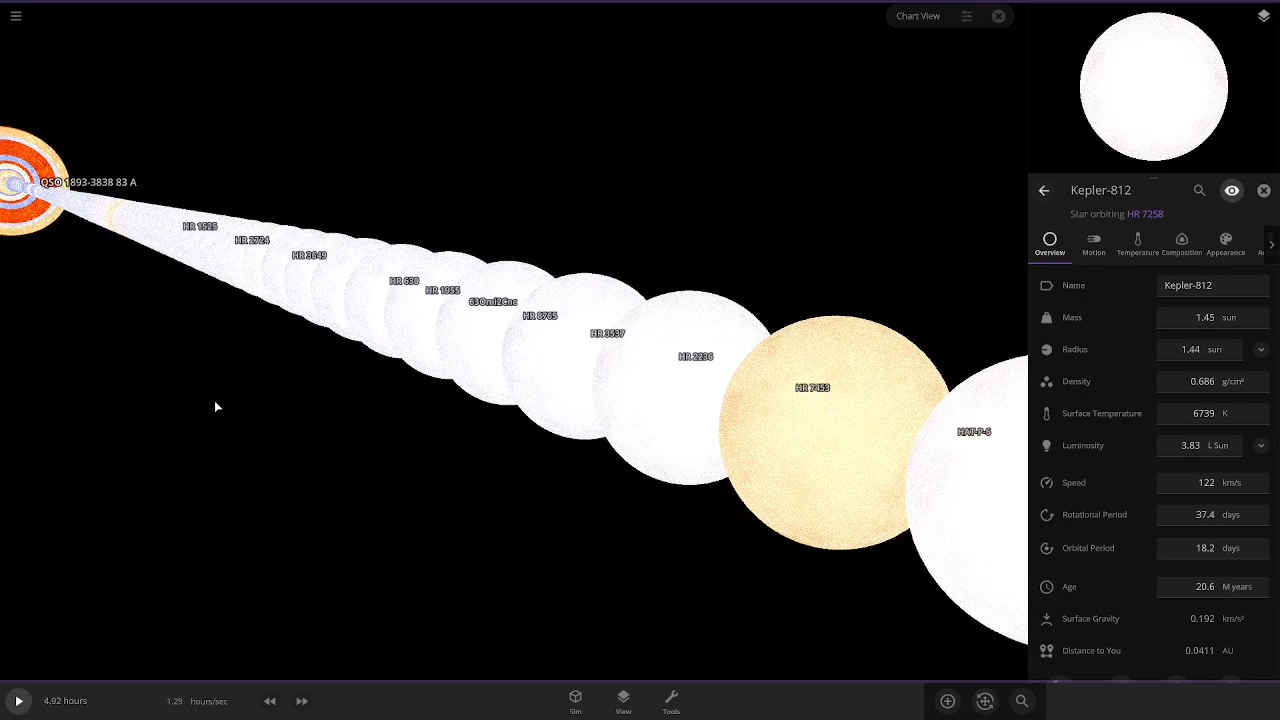 Chart View
QSO 1893-3838 83 A
HR 1525
HR 2724
HR 3649
HR 630
HR 1955
63Omi2Cnc
HR 8765
HR 3537
HR 2236
HR 7453
HAT-P-6
Kepler-812
Star orbiting HR 7258
Overview Motion Temperature Composition Appearance
Name Kepler-812
Mass 1.45 sun
Radius 1.44 sun
Density 0.686 g/cm³
Surface Temperature 6739 K
Luminosity 3.83 L Sun
Speed 122 km/s
Rotational Period 37.4 days
Orbital Period 18.2 days
Age 20.6 M years
Surface Gravity 0.192 km/s²
Distance to You 0.0411 AU
4.92 hours 1.29 hours/sec
Sim View Tools